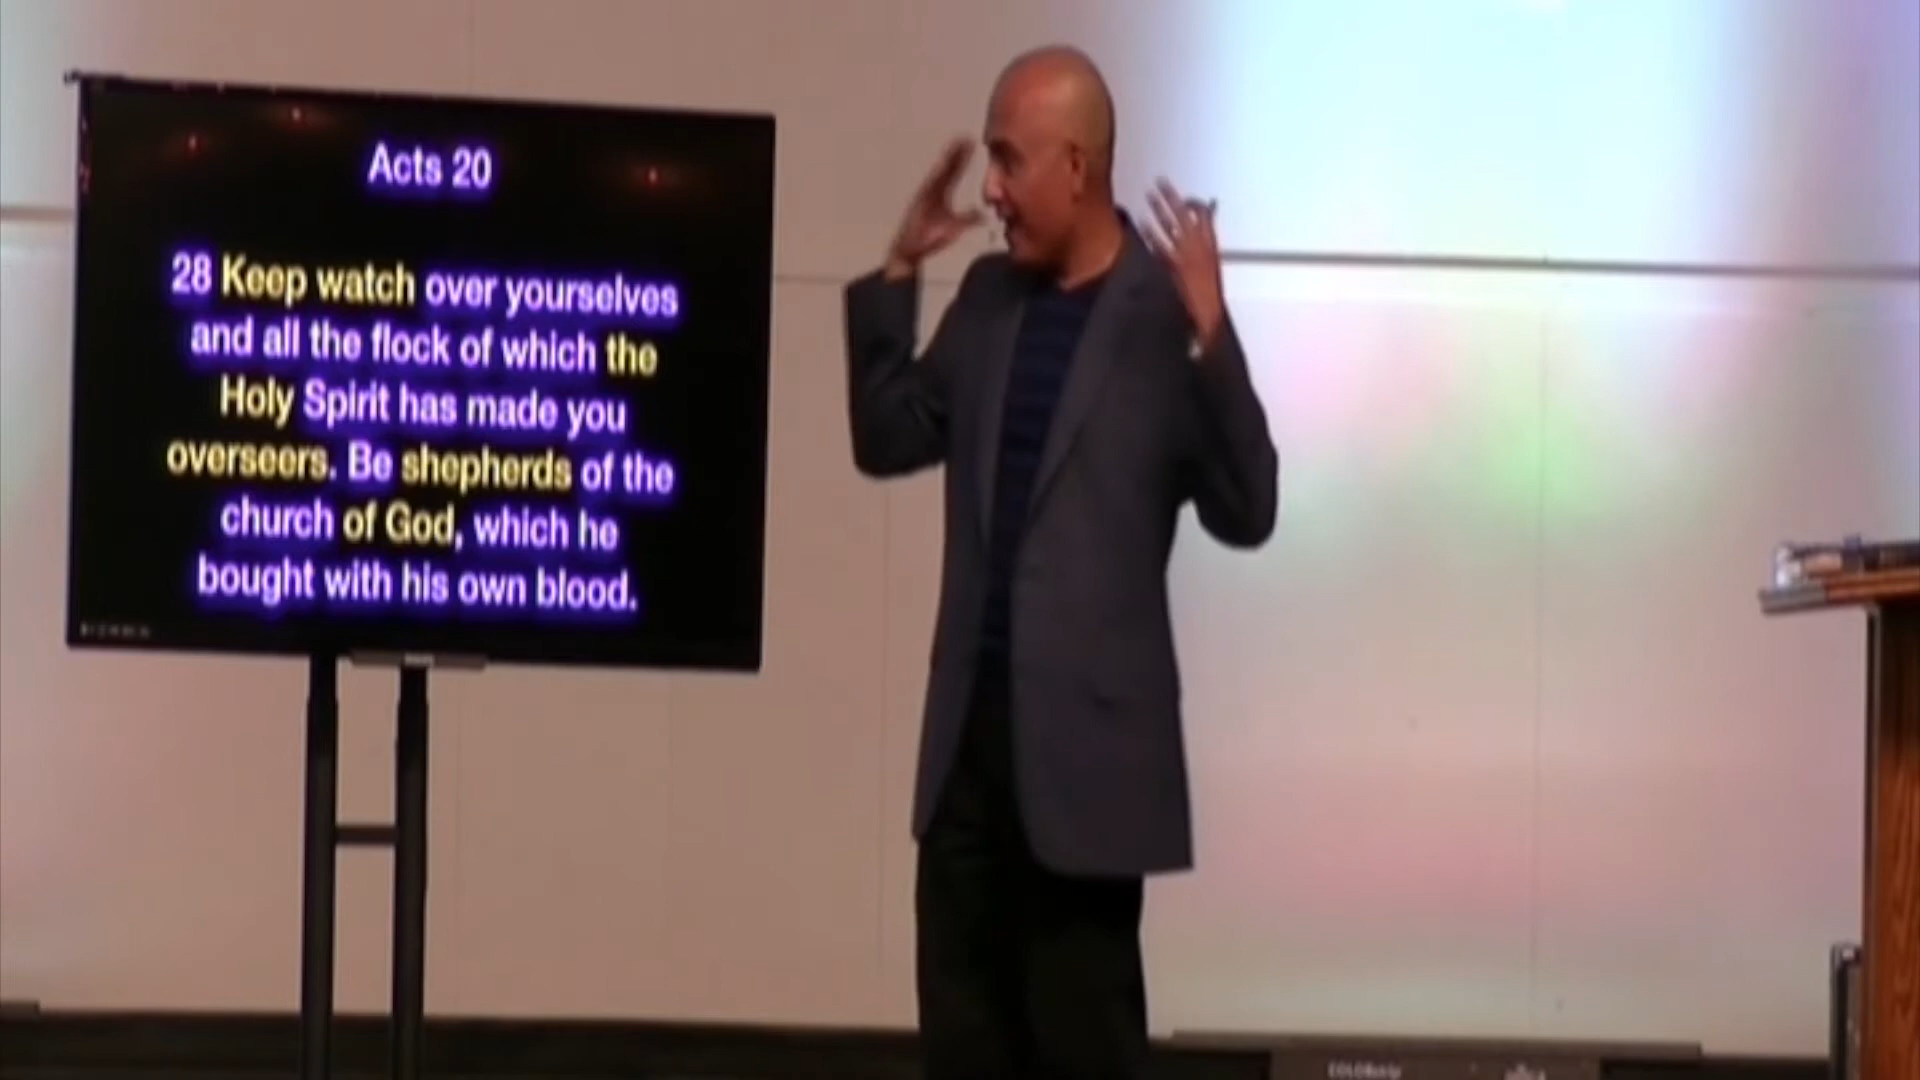 Acts 20
28 Keep watch over yourselves
and all the flock of which the
Holy Spirit has made you
overseers. Be shepherds of the
church of God, which he
bought with his own blood.